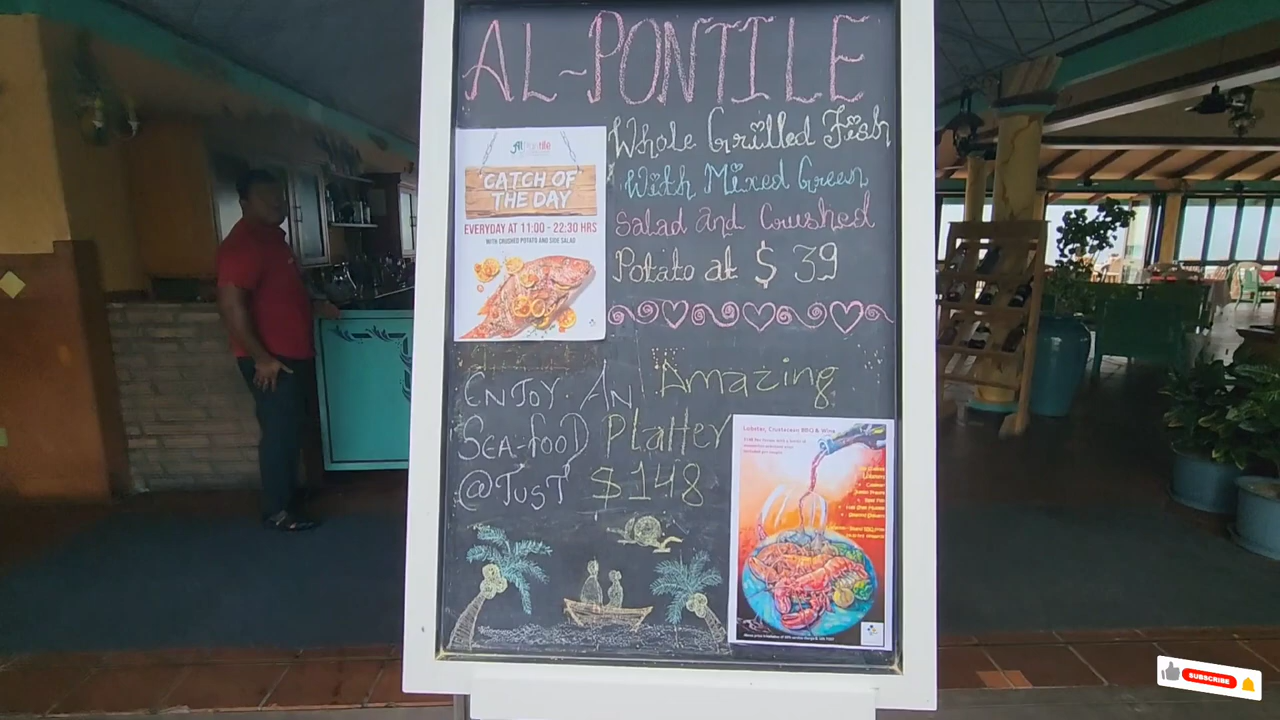 AL~PONTILE
Whole Grilled Fish
With Mixed Green
Salad and Crushed
Potato at $ 39
Al Pontile
CATCH OF
THE DAY
EVERYDAY AT 11:00 - 22:30 HRS
WITH CRUSHED POTATO AND SIDE SALAD
ENJOY. AN Amazing
SEA-FOOD Platter
@JUST $148
Lobster, Crustacean BBQ & Wine
SUBSCRIBE